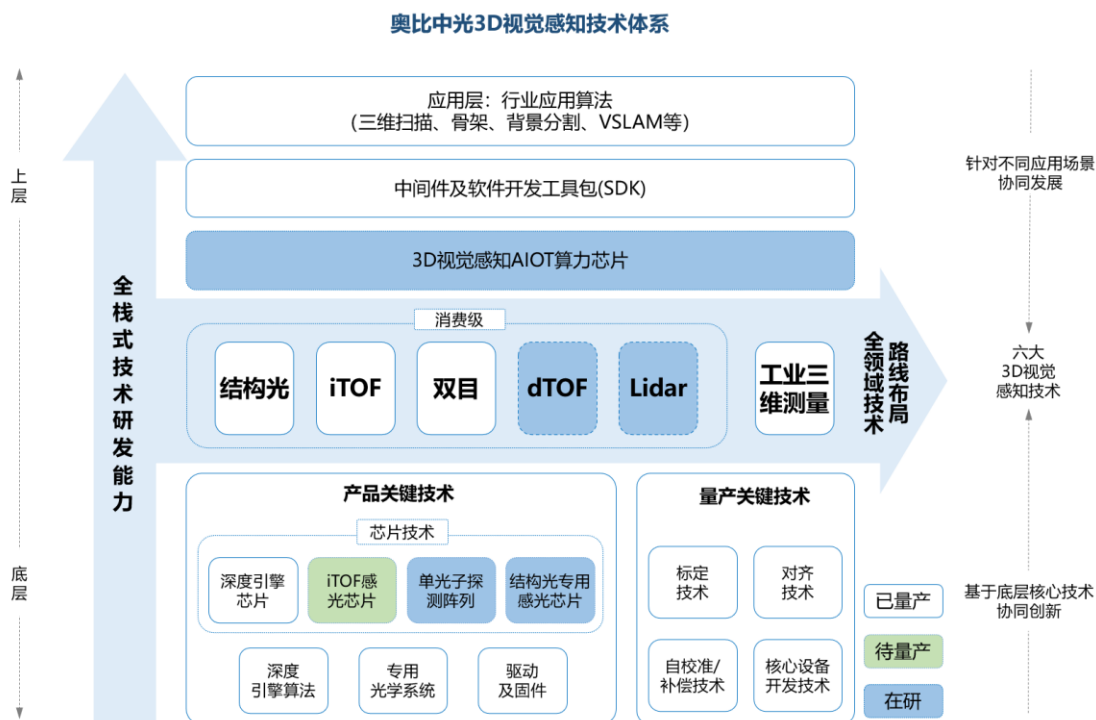 奥比中光3D视觉感知技术体系
上
层
底
层
全
栈
式
技
术
研
发
能
力
应用层：行业应用算法
（三维扫描、骨架、背景分割、VSLAM等）
中间件及软件开发工具包(SDK)
3D视觉感知AIOT算力芯片
消费级
结构光
iTOF
双目
dTOF
Lidar
工业三
维测量
全领域技术
路线布局
产品关键技术
芯片技术
深度引擎
芯片
iTOF感
光芯片
单光子探
测阵列
结构光专用
感光芯片
深度
引擎算法
专用
光学系统
驱动
及固件
量产关键技术
标定
技术
对齐
技术
自校准/
补偿技术
核心设备
开发技术
已量产
待量产
在研
针对不同应用场景
协同发展
六大
3D视觉
感知技术
基于底层核心技术
协同创新